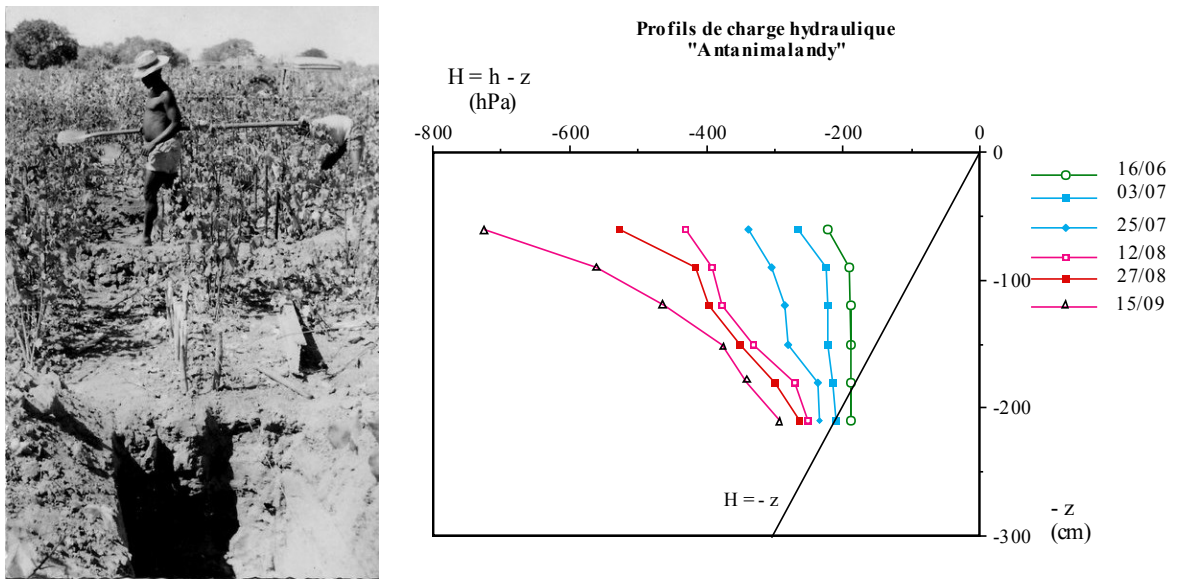 Profils de charge hydraulique
"Antanimalandy"
H = h - z
(hPa)
-800 -600 -400 -200 0
0
-100
-200
-300
16/06
03/07
25/07
12/08
27/08
15/09
H = - z
- z
(cm)